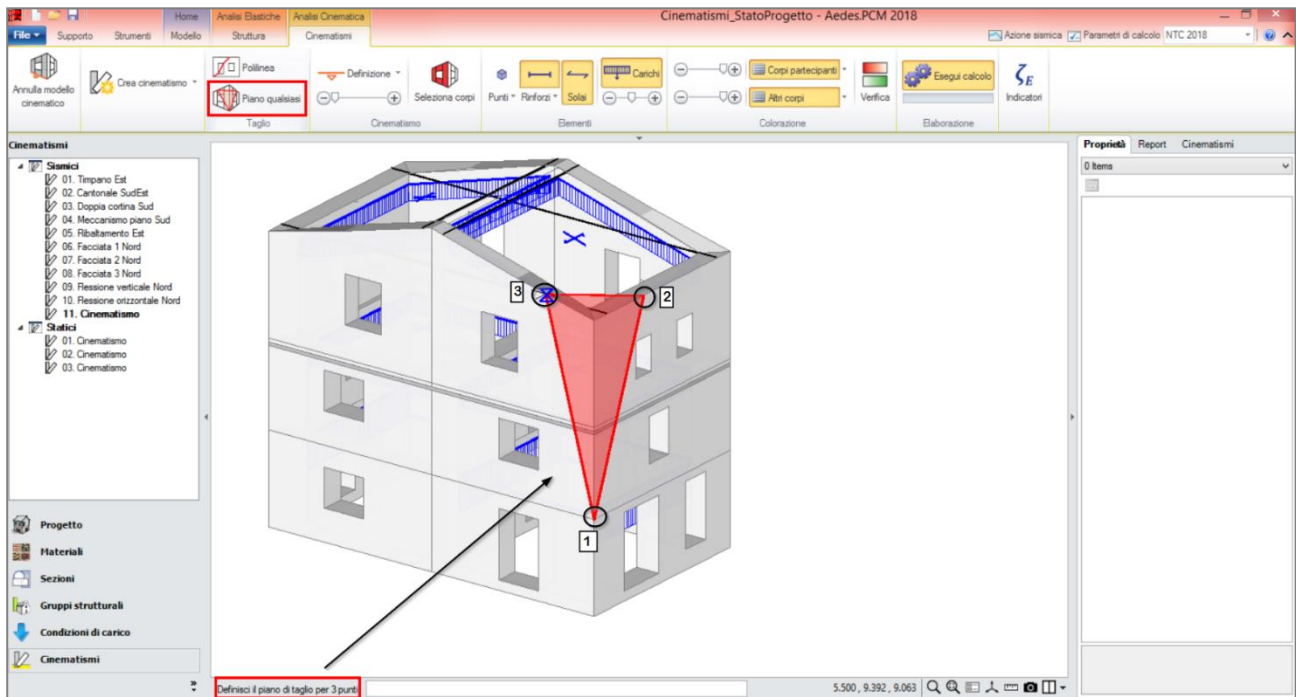 Cinematismi_StatoProgetto - Aedes.PCM 2018
Home
Analisi Elastiche
Analisi Cinematica
File
Supporto
Strumenti
Modello
Struttura
Cinematismi
Azione sismica
Parametri di calcolo
NTC 2018
Annulla modello
cinematico
Crea cinematismo
Polilinea
Piano qualsiasi
Taglio
Definizione
Seleziona corpi
Cinematismo
Punti
Rinforzi
Solai
Carichi
Elementi
Corpi partecipanti
Altri corpi
Verifica
Colorazione
Esegui calcolo
Elaborazione
ζE
Indicatori
Cinematismi
Sismici
01. Timpano Est
02. Cantonale SudEst
03. Doppia cortina Sud
04. Meccanismo piano Sud
05. Ribaltamento Est
06. Facciata 1 Nord
07. Facciata 2 Nord
08. Facciata 3 Nord
09. Flessione verticale Nord
10. Flessione orizzontale Nord
11. Cinematismo
Statici
01. Cinematismo
02. Cinematismo
03. Cinematismo
Progetto
Materiali
Sezioni
Gruppi strutturali
Condizioni di carico
Cinematismi
3
2
1
Proprietà
Report
Cinematismi
0 Items
Definisci il piano di taglio per 3 punti
5.500 , 9.392 , 9.063